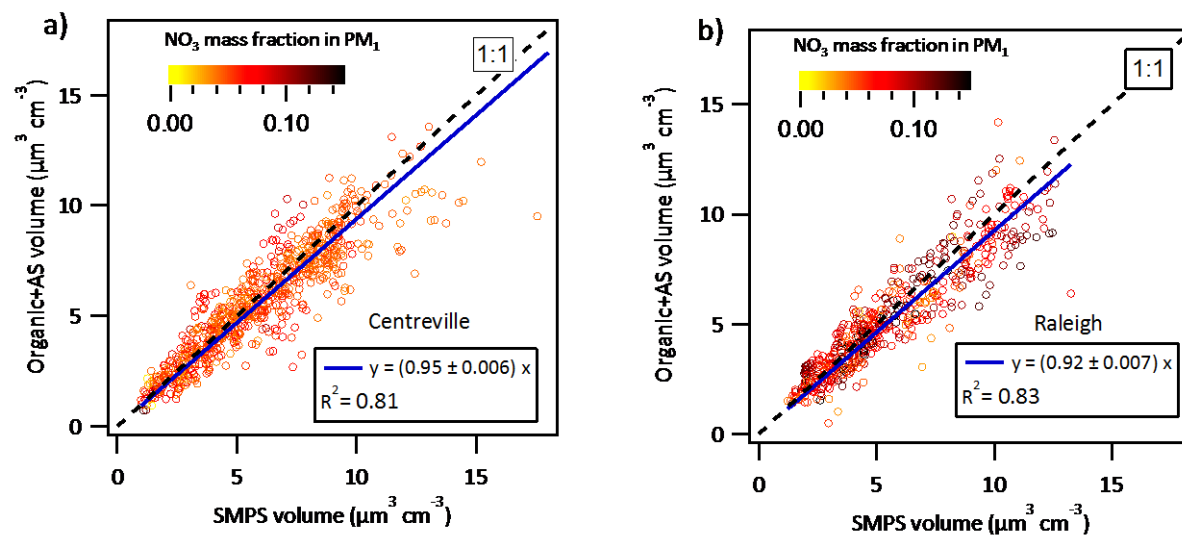 a)
NO₃ mass fraction in PM₁
0.00 0.10
1:1
Organic+AS volume (µm³ cm⁻³)
15
10
5
0
Centreville
y = (0.95 ± 0.006) x
R² = 0.81
0 5 10 15
SMPS volume (µm³ cm⁻³)
b)
NO₃ mass fraction in PM₁
0.00 0.10
1:1
Organic+AS volume (µm³ cm⁻³)
15
10
5
0
Raleigh
y = (0.92 ± 0.007) x
R² = 0.83
0 5 10 15
SMPS volume (µm³ cm⁻³)